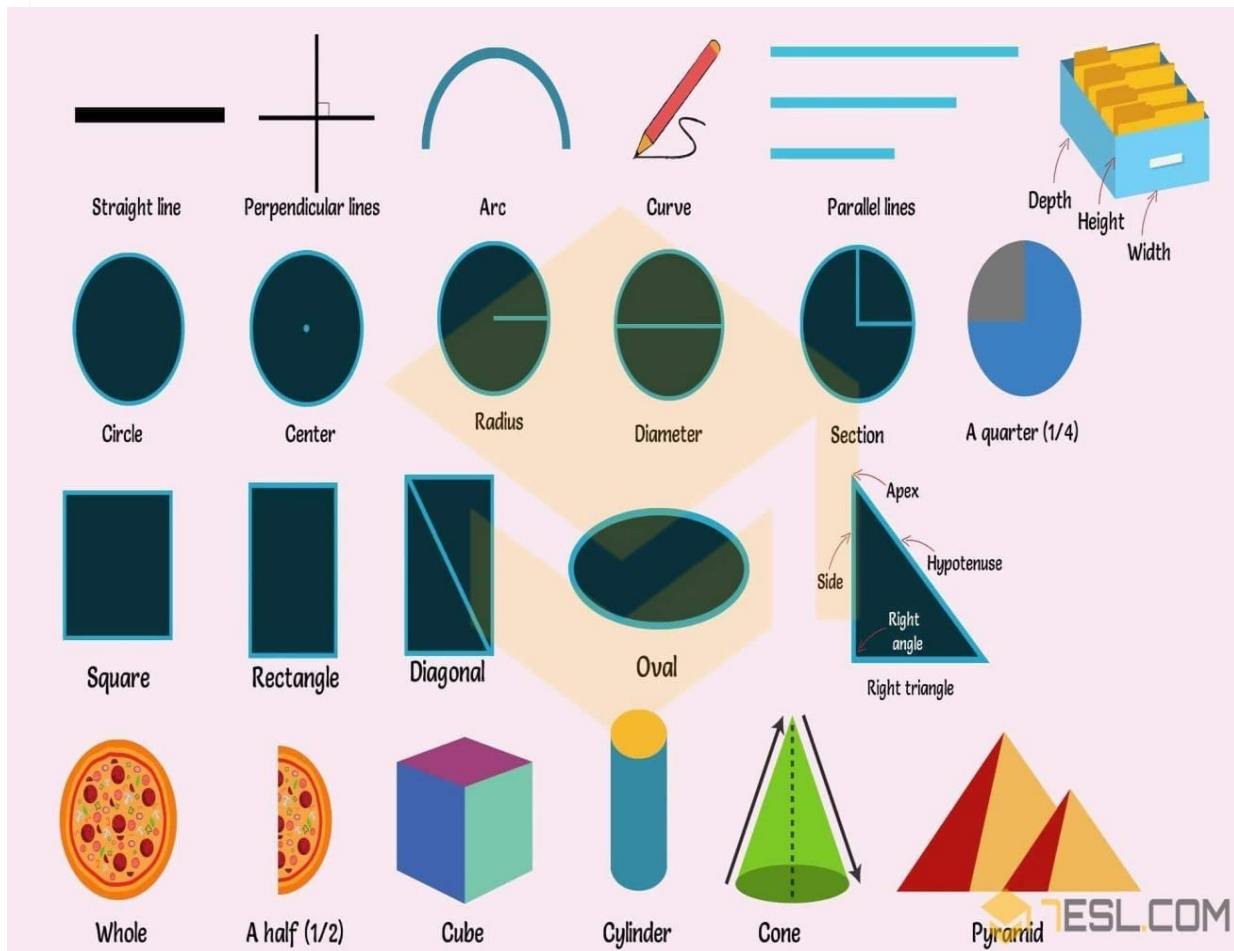 Straight line
Perpendicular lines
Arc
Curve
Parallel lines
Depth
Height
Width
Circle
Center
Radius
Diameter
Section
A quarter (1/4)
Square
Rectangle
Diagonal
Oval
Apex
Hypotenuse
Side
Right
angle
Right triangle
Whole
A half (1/2)
Cube
Cylinder
Cone
Pyramid
7ESL.COM